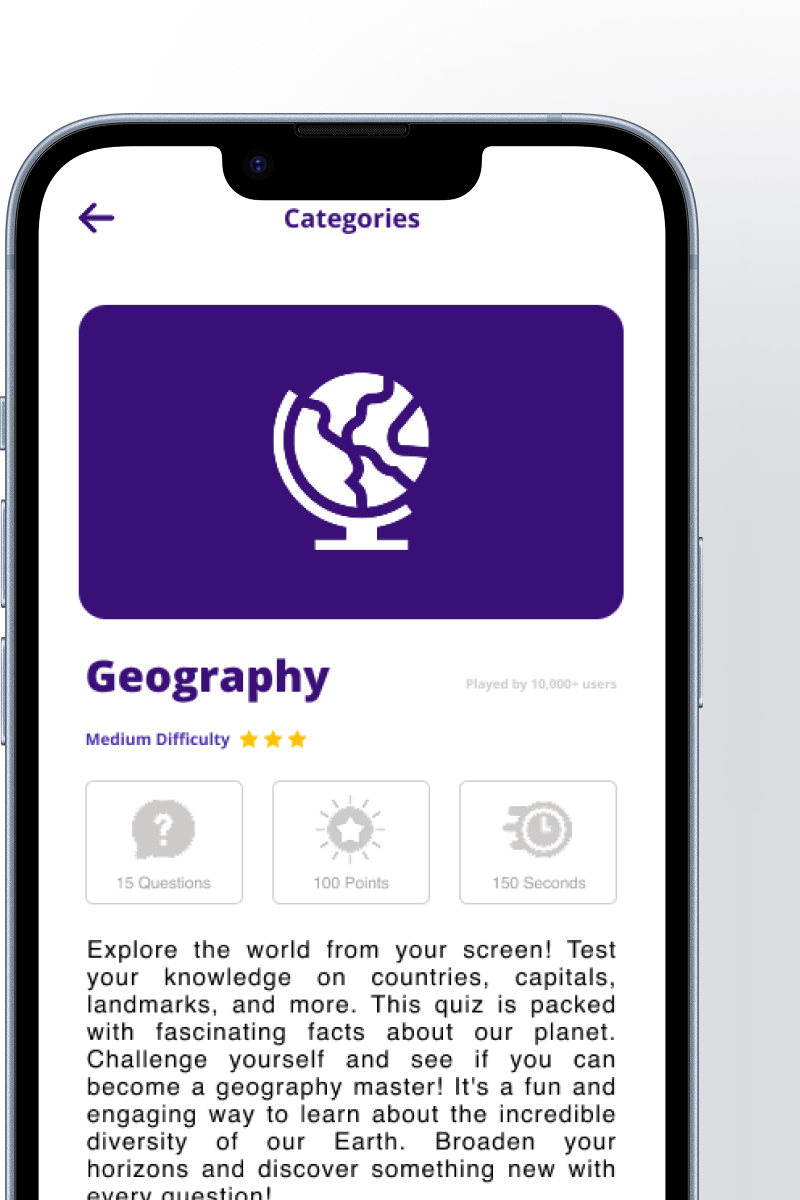 Categories
Geography
Played by 10,000+ users
Medium Difficulty
15 Questions
100 Points
150 Seconds
Explore the world from your screen! Test
your knowledge on countries, capitals,
landmarks, and more. This quiz is packed
with fascinating facts about our planet.
Challenge yourself and see if you can
become a geography master! It's a fun and
engaging way to learn about the incredible
diversity of our Earth. Broaden your
horizons and discover something new with
every question!